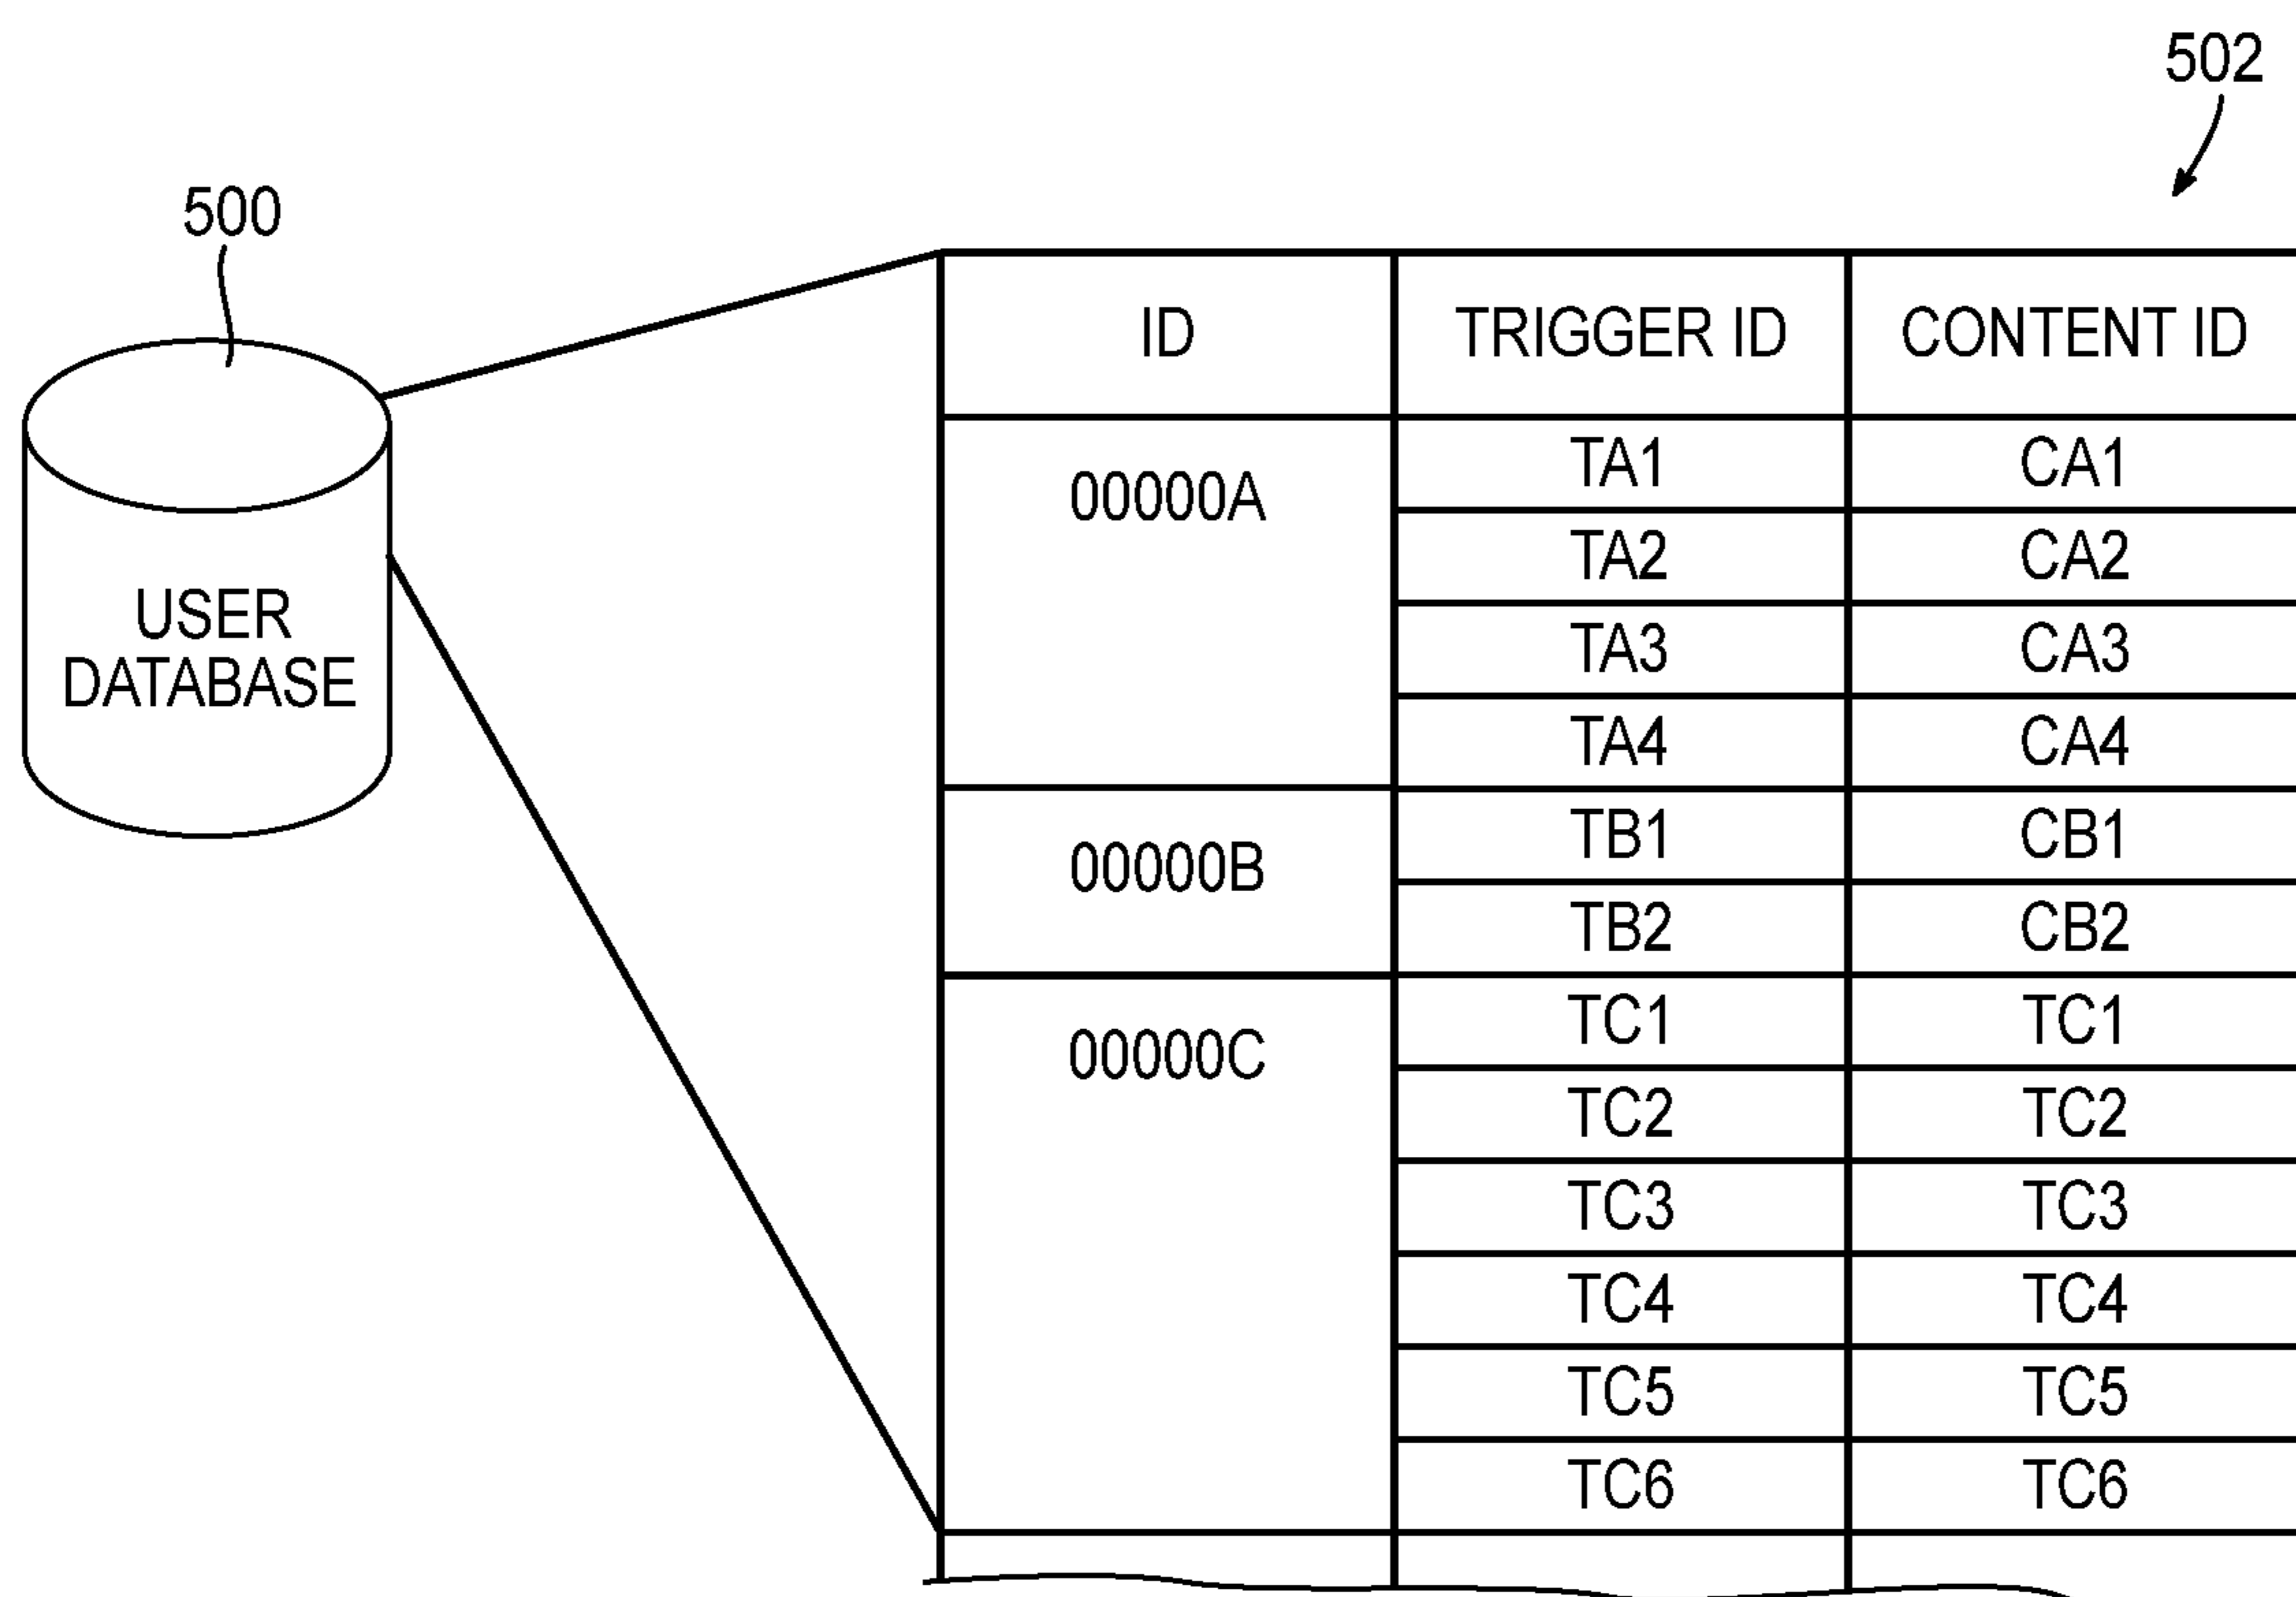 502
500
USER
DATABASE
ID TRIGGER ID CONTENT ID
00000A TA1 CA1
TA2 CA2
TA3 CA3
TA4 CA4
00000B TB1 CB1
TB2 CB2
00000C TC1 TC1
TC2 TC2
TC3 TC3
TC4 TC4
TC5 TC5
TC6 TC6